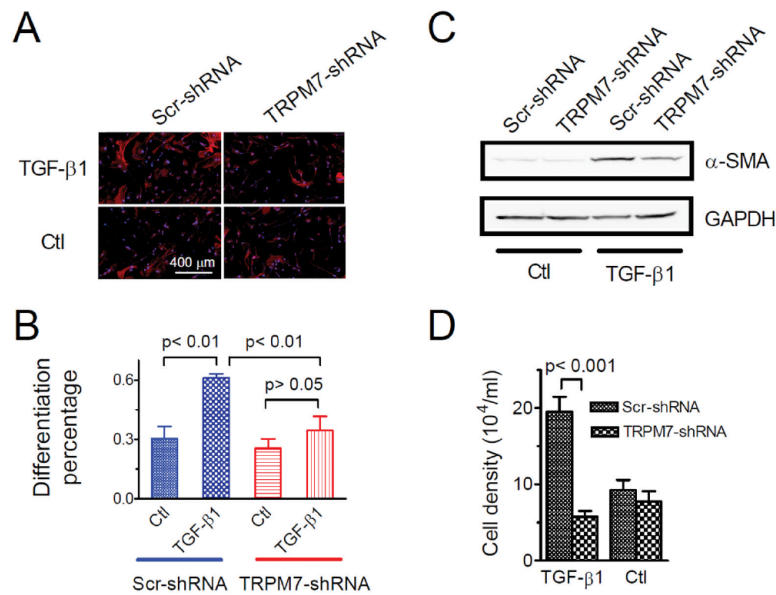 A
Scr-shRNA
TRPM7-shRNA
TGF-β1
Ctl
400 μm
B
p< 0.01
p< 0.01
p> 0.05
Differentiation
percentage
0.6
0.3
0.0
Ctl
TGF-β1
Ctl
TGF-β1
Scr-shRNA
TRPM7-shRNA
C
Scr-shRNA
TRPM7-shRNA
Scr-shRNA
TRPM7-shRNA
α-SMA
GAPDH
Ctl
TGF-β1
D
p< 0.001
Cell density (10⁴/ml)
20
10
0
Scr-shRNA
TRPM7-shRNA
TGF-β1
Ctl